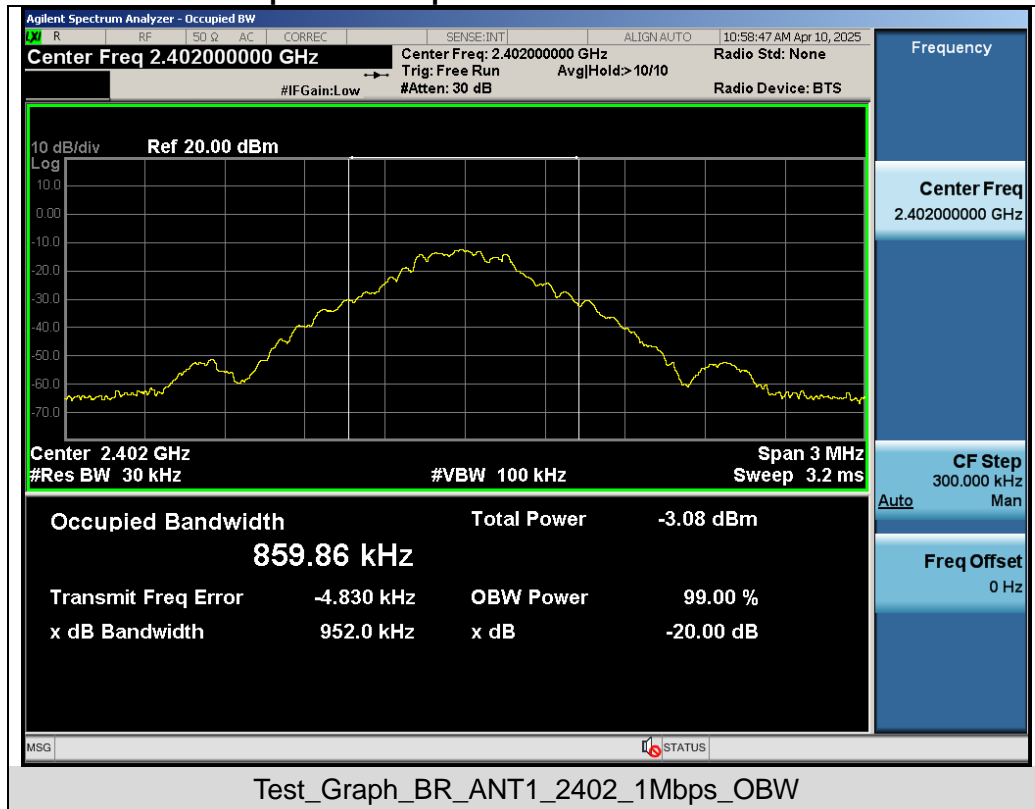 Agilent Spectrum Analyzer - Occupied BW
LXI R RF 50 Ω AC CORREC SENSE:INT ALIGN AUTO 10:58:47 AM Apr 10, 2025
Center Freq 2.402000000 GHz Center Freq: 2.402000000 GHz Radio Std: None
Trig: Free Run Avg|Hold:>10/10
#IFGain:Low #Atten: 30 dB Radio Device: BTS
Frequency
10 dB/div Ref 20.00 dBm
Log
10.0
0.00
-10.0
-20.0
-30.0
-40.0
-50.0
-60.0
-70.0
Center 2.402 GHz Span 3 MHz
#Res BW 30 kHz #VBW 100 kHz Sweep 3.2 ms
Center Freq
2.402000000 GHz
CF Step
300.000 kHz
Auto Man
Freq Offset
0 Hz
Occupied Bandwidth Total Power -3.08 dBm
859.86 kHz
Transmit Freq Error -4.830 kHz OBW Power 99.00 %
x dB Bandwidth 952.0 kHz x dB -20.00 dB
MSG STATUS
Test_Graph_BR_ANT1_2402_1Mbps_OBW